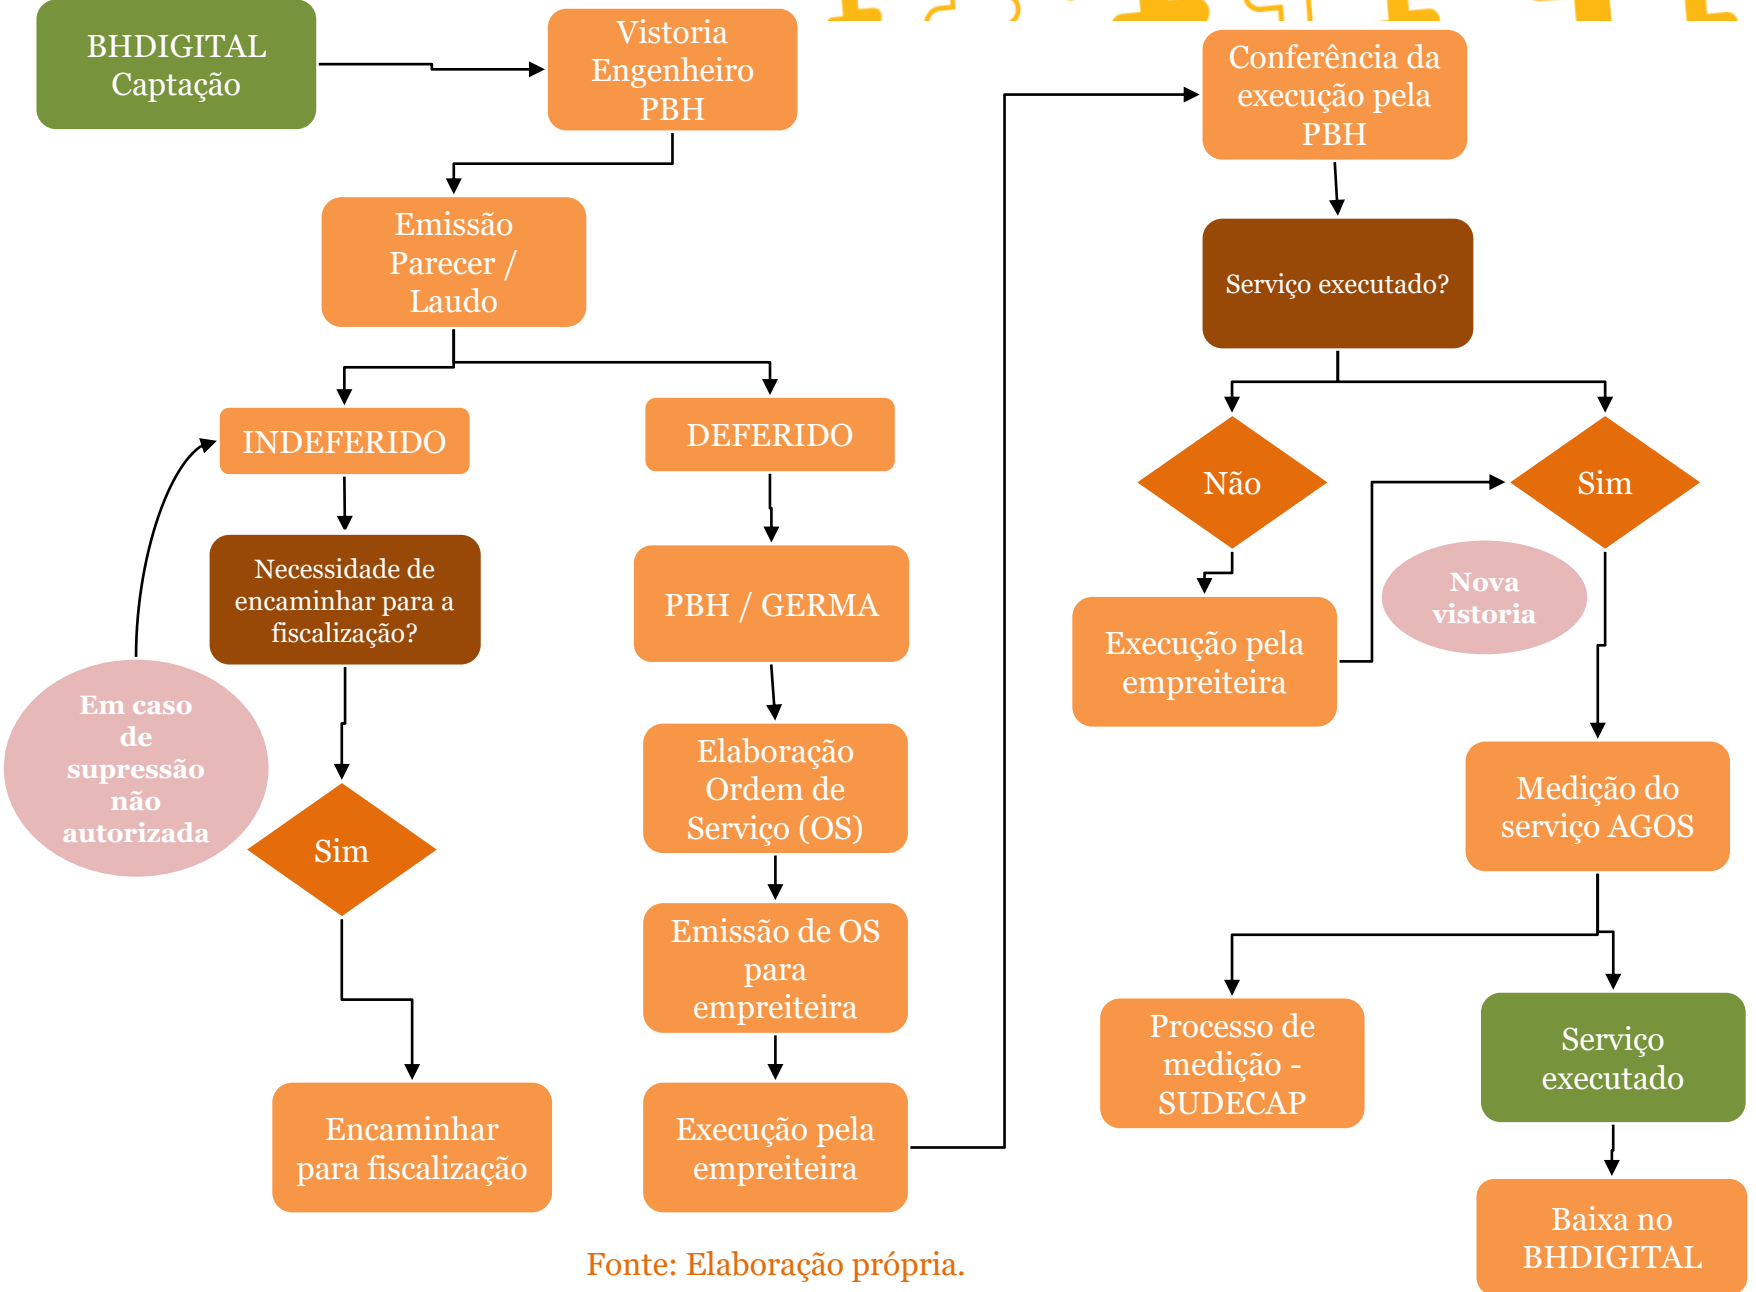 BHDIGITAL
Captação
Vistoria
Engenheiro
PBH
Emissão
Parecer /
Laudo
INDEFERIDO
DEFERIDO
Necessidade de
encaminhar para a
fiscalização?
Em caso
de
supressão
não
autorizada
Sim
Encaminhar
para fiscalização
PBH / GERMA
Elaboração
Ordem de
Serviço (OS)
Emissão de OS
para
empreiteira
Execução pela
empreiteira
Conferência da
execução pela
PBH
Serviço executado?
Não
Sim
Nova
vistoria
Execução pela
empreiteira
Medição do
serviço AGOS
Processo de
medição -
SUDECAP
Serviço
executado
Baixa no
BHDIGITAL
Fonte: Elaboração própria.